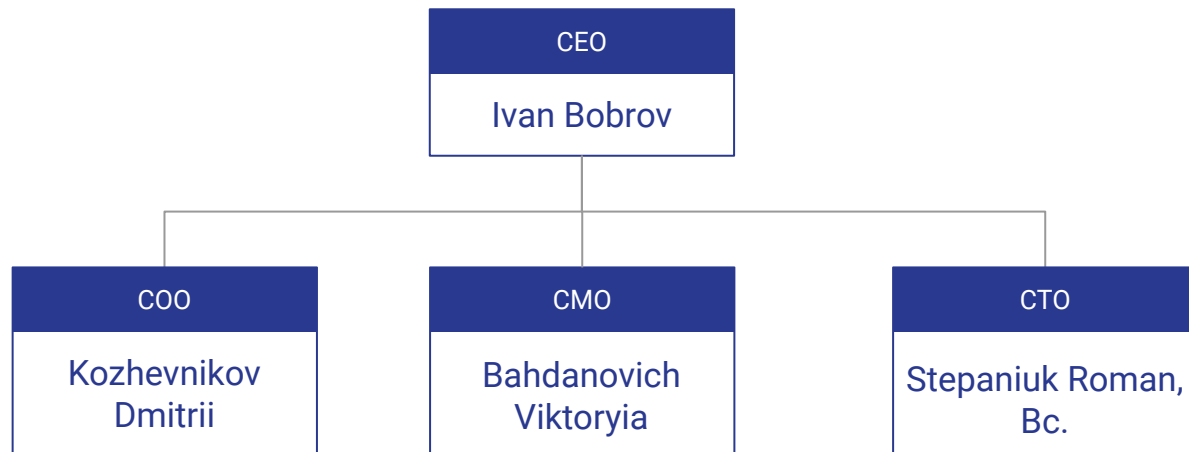 CEO
Ivan Bobrov
COO
Kozhevnikov
Dmitrii
CMO
Bahdanovich
Viktoryia
CTO
Stepaniuk Roman,
Bc.